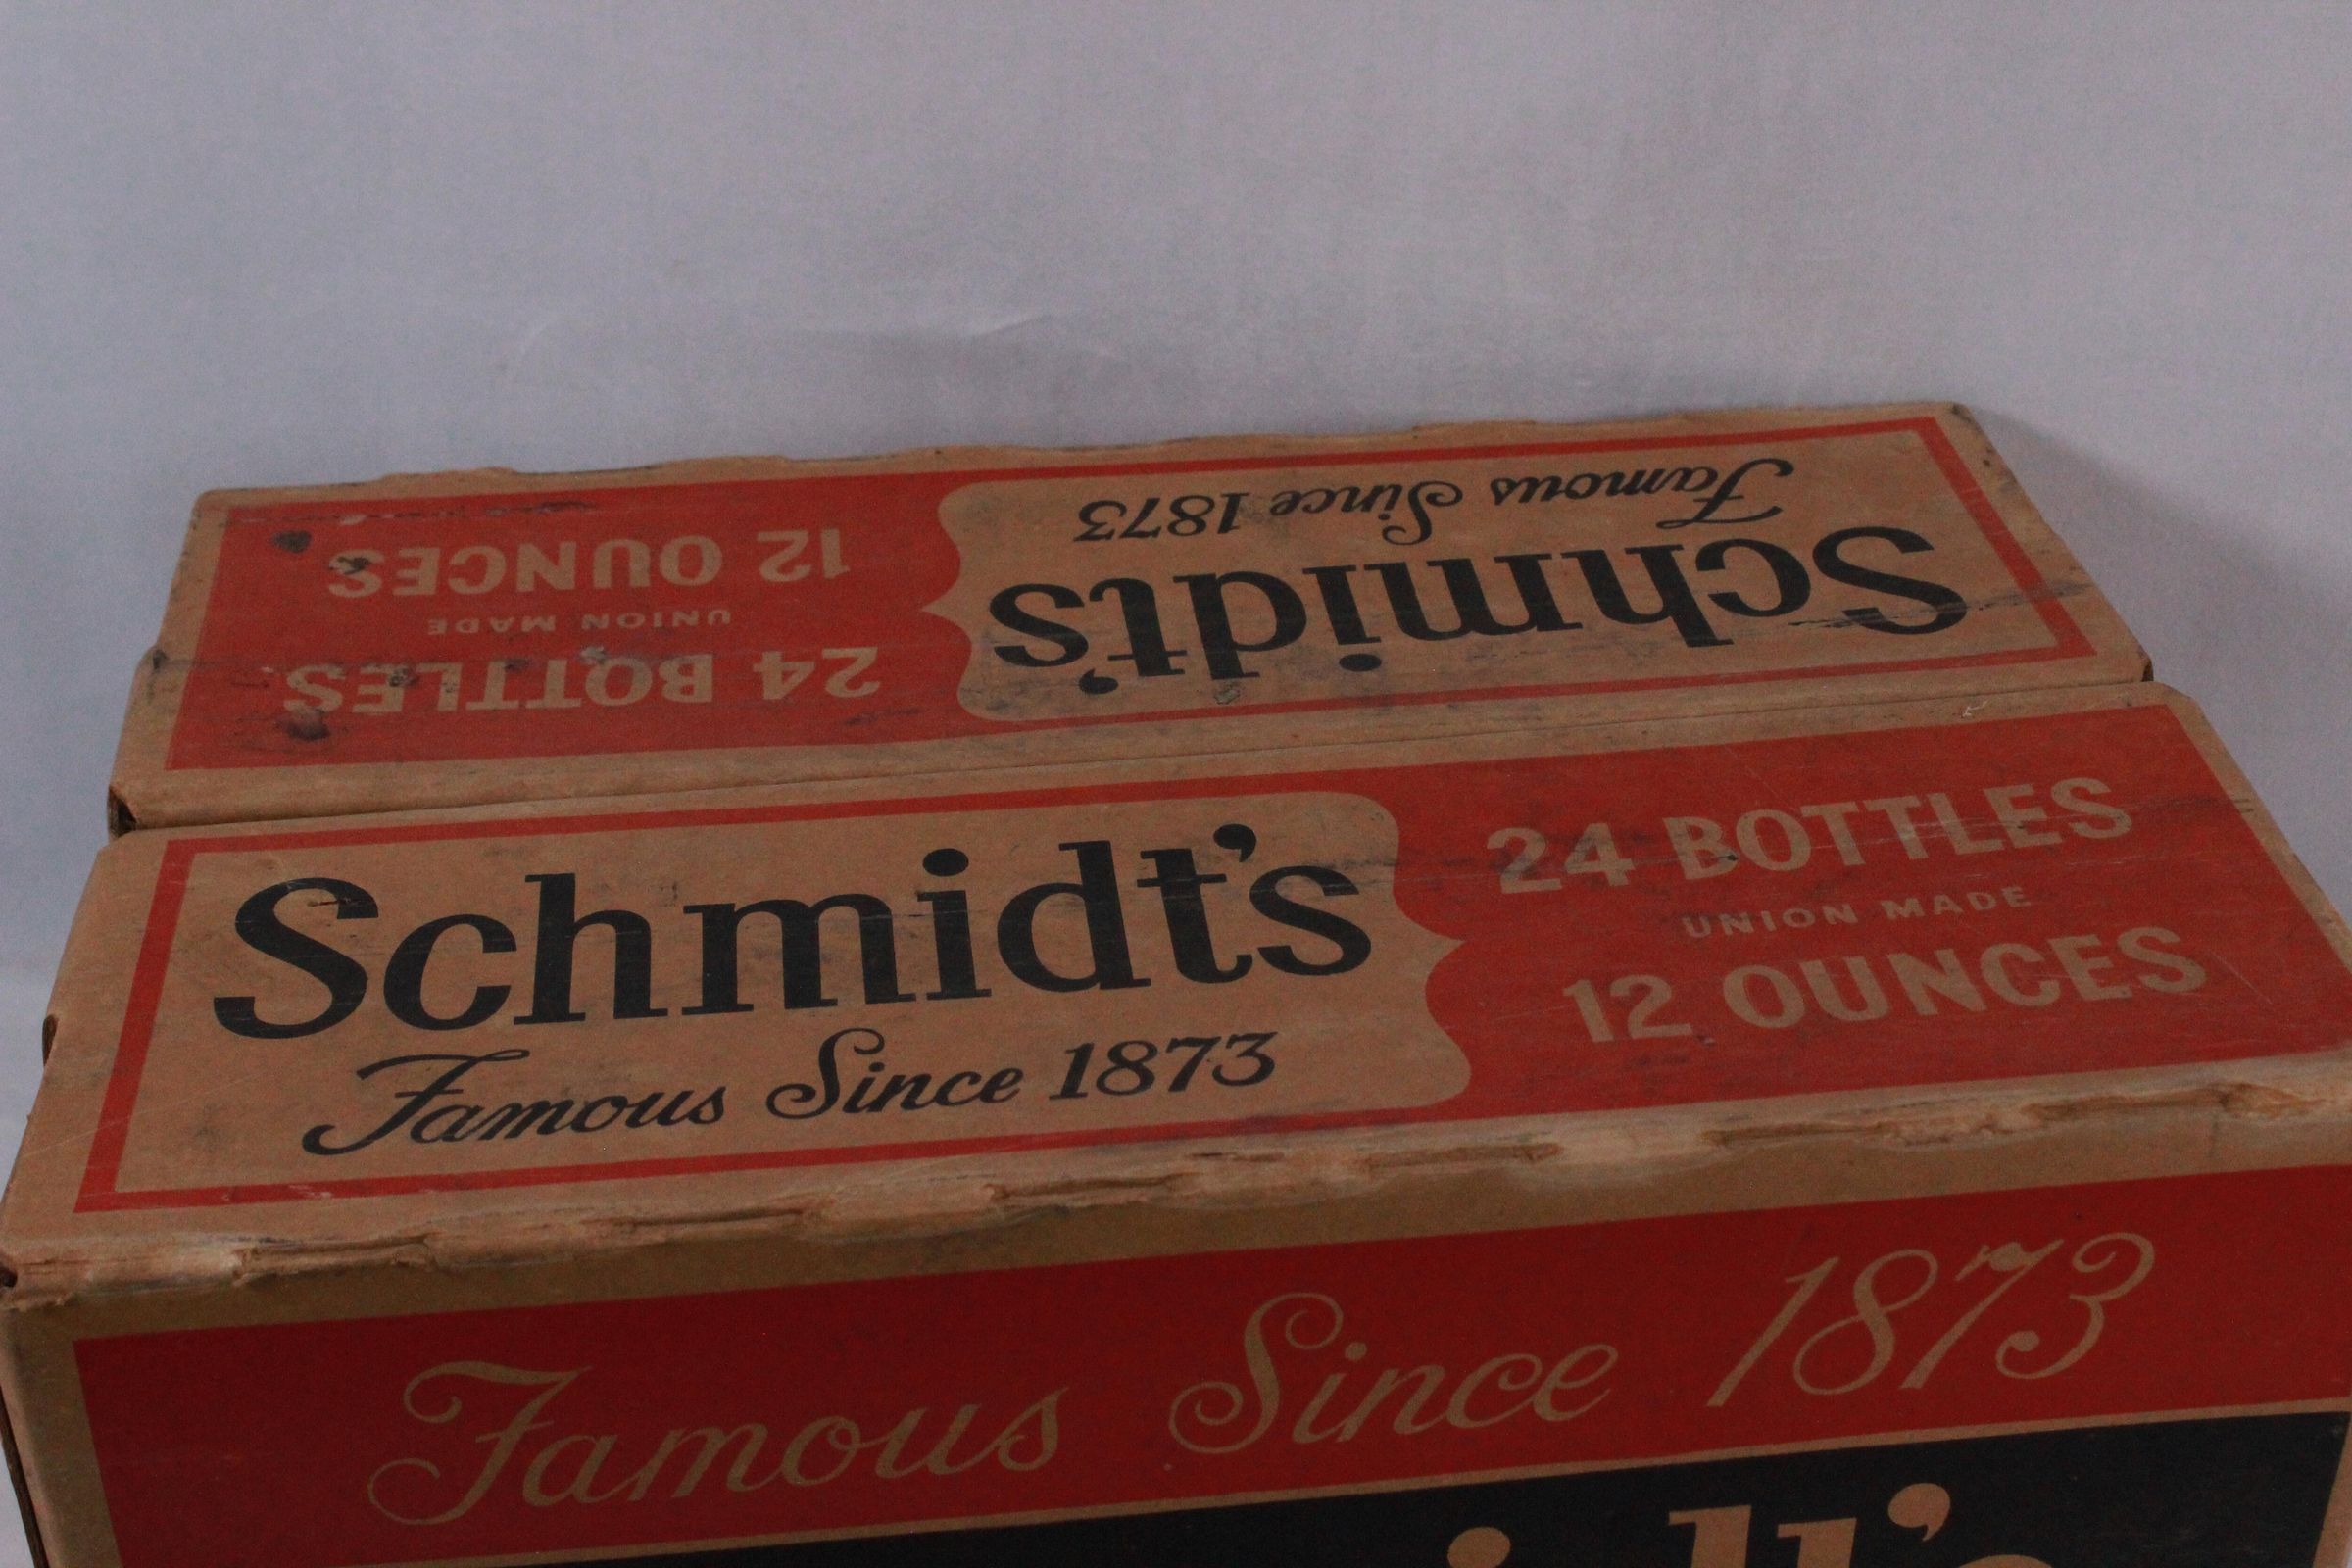 Schmidt's
Famous Since 1873
24 BOTTLES
UNION MADE
12 OUNCES
Schmidt's
Famous Since 1873
24 BOTTLES
UNION MADE
12 OUNCES
Famous Since 1873